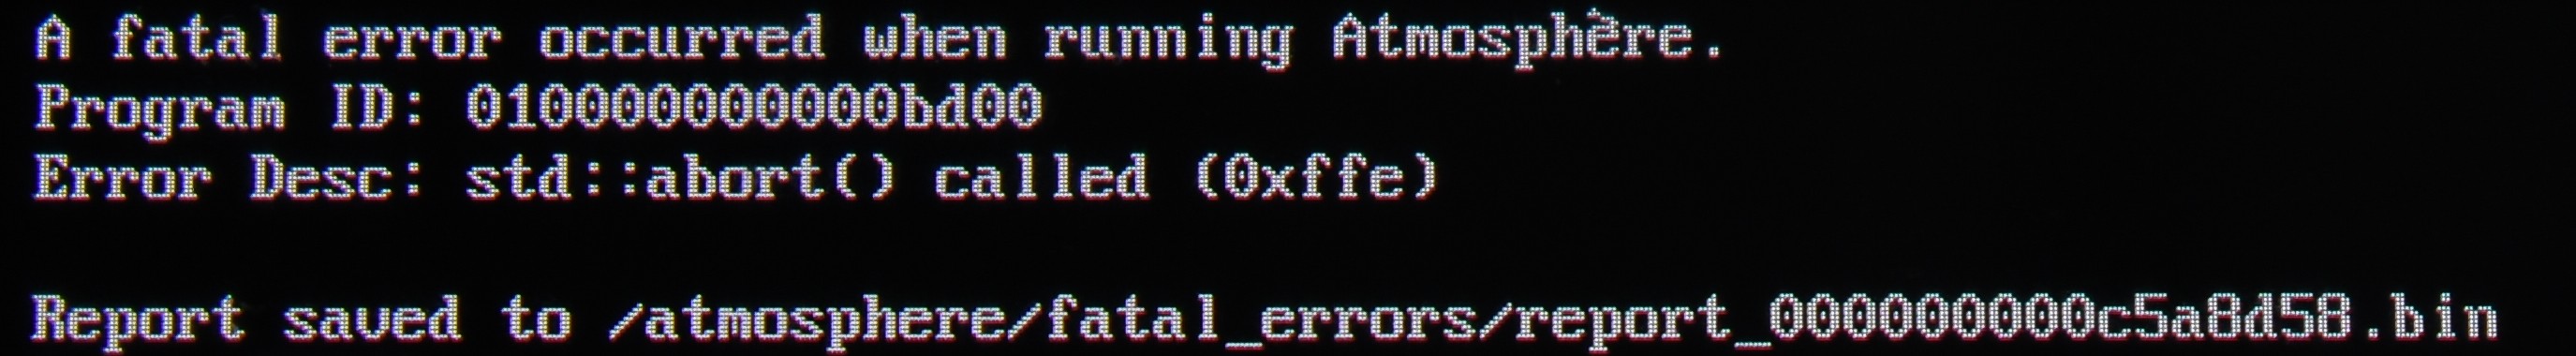 A fatal error occurred when running Atmosphère.
Program ID: 010000000000bd00
Error Desc: std::abort() called (0xffe)
Report saved to /atmosphere/fatal_errors/report_000000000c5a8d58.bin